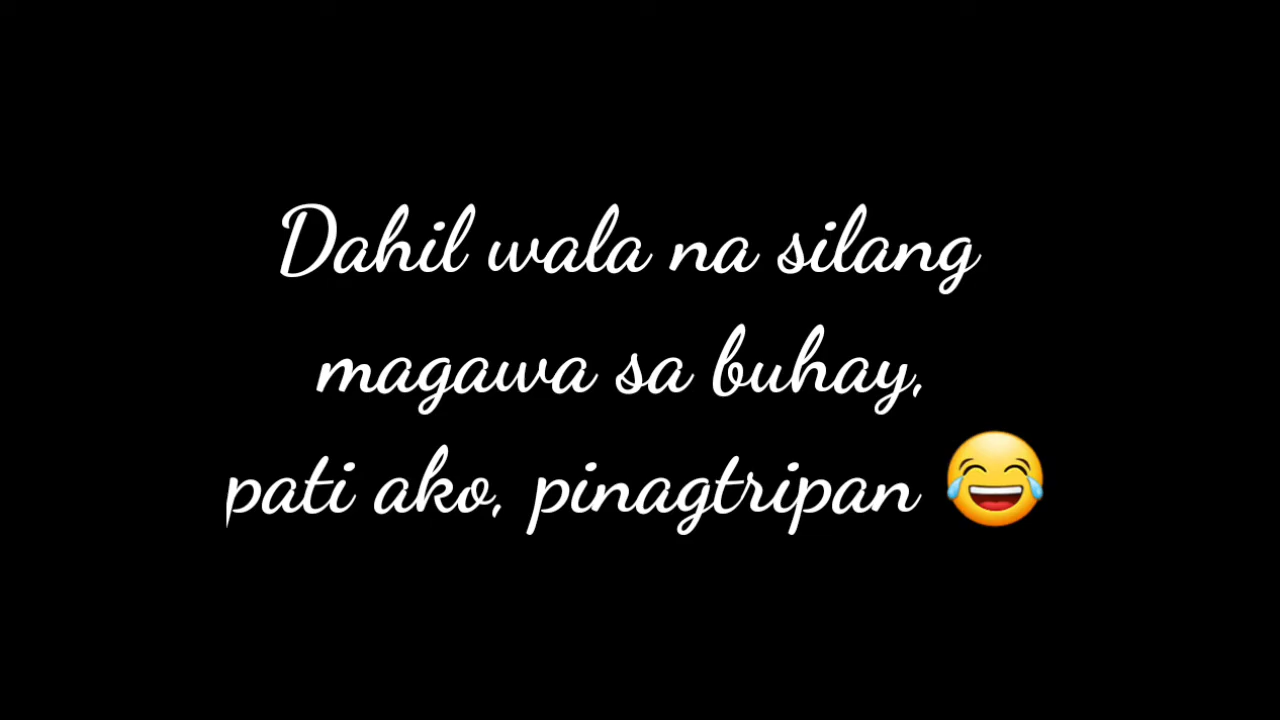 Dahil wala na silang
magawa sa buhay,
pati ako, pinagtripan 😂